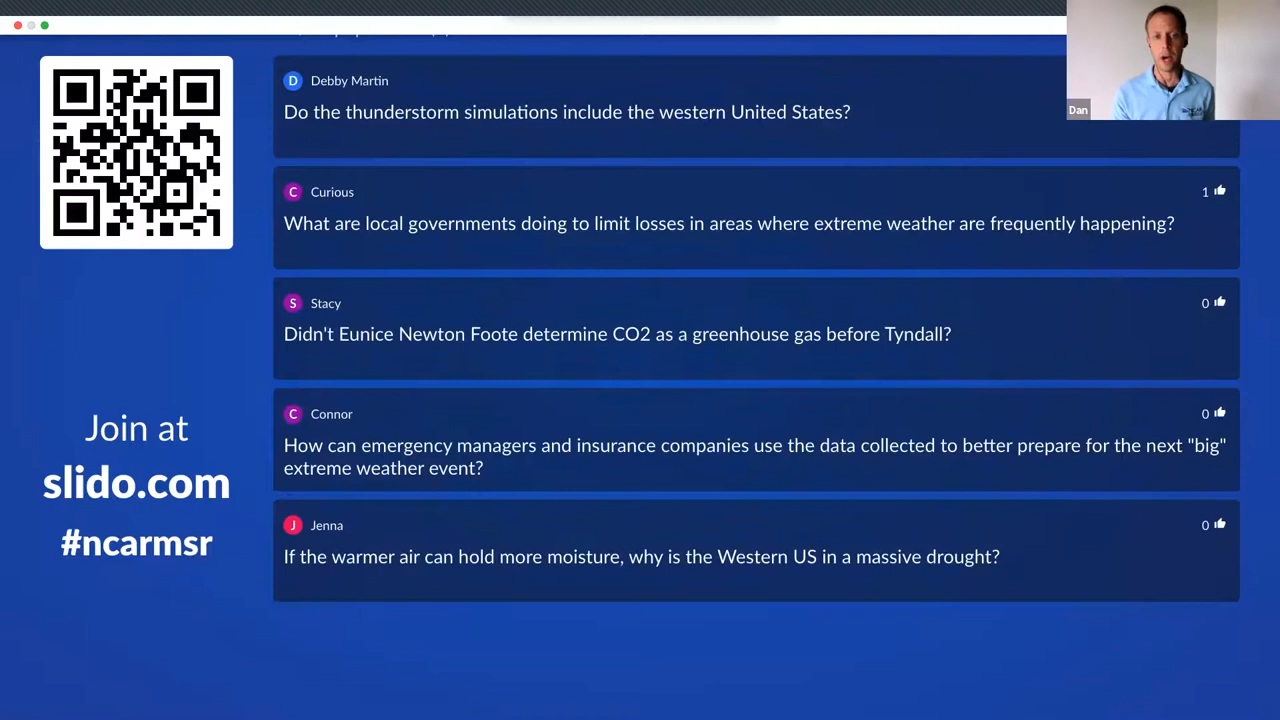 D Debby Martin
Do the thunderstorm simulations include the western United States?
Dan
C Curious 1
What are local governments doing to limit losses in areas where extreme weather are frequently happening?
S Stacy 0
Didn't Eunice Newton Foote determine CO2 as a greenhouse gas before Tyndall?
C Connor 0
How can emergency managers and insurance companies use the data collected to better prepare for the next "big"
extreme weather event?
J Jenna 0
If the warmer air can hold more moisture, why is the Western US in a massive drought?
Join at
slido.com
#ncarmsr